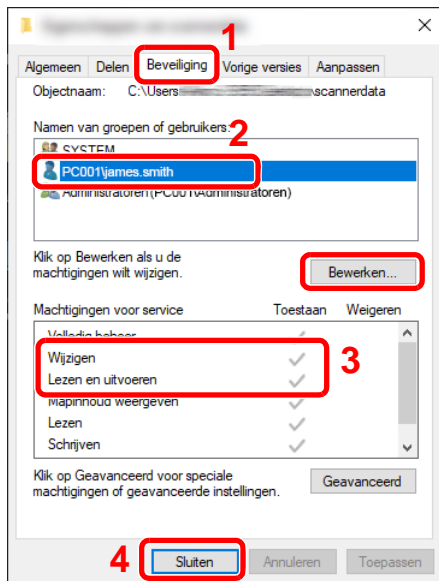 1
Algemeen Delen Beveiliging Vorige versies Aanpassen
Objectnaam: C:\Users \scannerdata
Namen van groepen of gebruikers:
2
SYSTEM
PC001\james.smith
Administratoren (PC001\Administratoren)
Klik op Bewerken als u de
machtigingen wilt wijzigen.
Bewerken...
Machtigingen voor service Toestaan Weigeren
Volledig beheer
Wijzigen
3
Lezen en uitvoeren
Mapinhoud weergeven
Lezen
Schrijven
Klik op Geavanceerd voor speciale
machtigingen of geavanceerde instellingen.
Geavanceerd
4
Sluiten Annuleren Toepassen